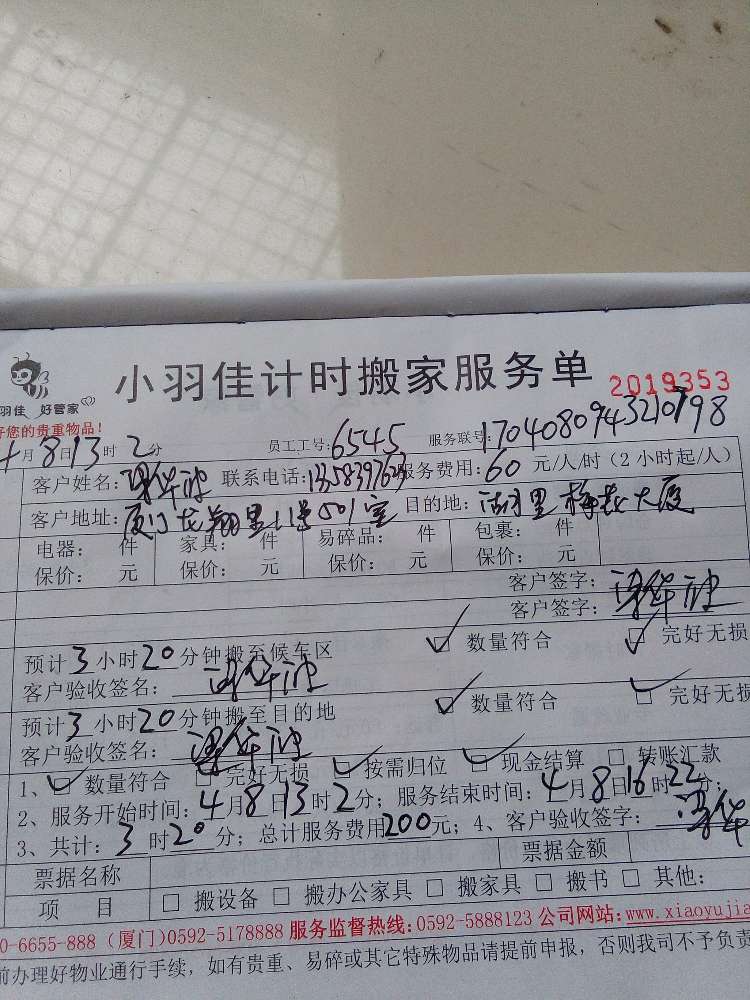 小羽佳计时搬家服务单 2019353
羽佳 好管家
好您的贵重物品!
月8日13时2分 员工工号:6545 服务联号:1704080943210798
客户姓名: 联系电话: 服务费用:60元/人/时(2小时起/人)
客户地址:厦门龙翔里11号501室 目的地:里梅花大厦
电器: 件 家具: 件 易碎品: 件 包裹: 件
保价: 元 保价: 元 保价: 元 保价: 元
客户签字:
客户签字:
预计3小时20分钟搬至候车区 数量符合 完好无损
客户验收签名:
预计3小时20分钟搬至目的地 数量符合 完好无损
客户验收签名:
1、 数量符合 完好无损 按需归位 现金结算 转账汇款
2、服务开始时间:4月8日13时2分;服务结束时间:4月8日16时22分;
3、共计:3时20分;总计服务费用200元;4、客户验收签字:
票据名称 票据金额
项 目 搬设备 搬办公家具 搬家具 搬书 其他:
0-6655-888(厦门)0592-5178888 服务监督热线:0592-5888123 公司网站:www.xiaoyujia
前办理好物业通行手续,如有贵重、易碎或其它特殊物品请提前申报,否则我司不予负责